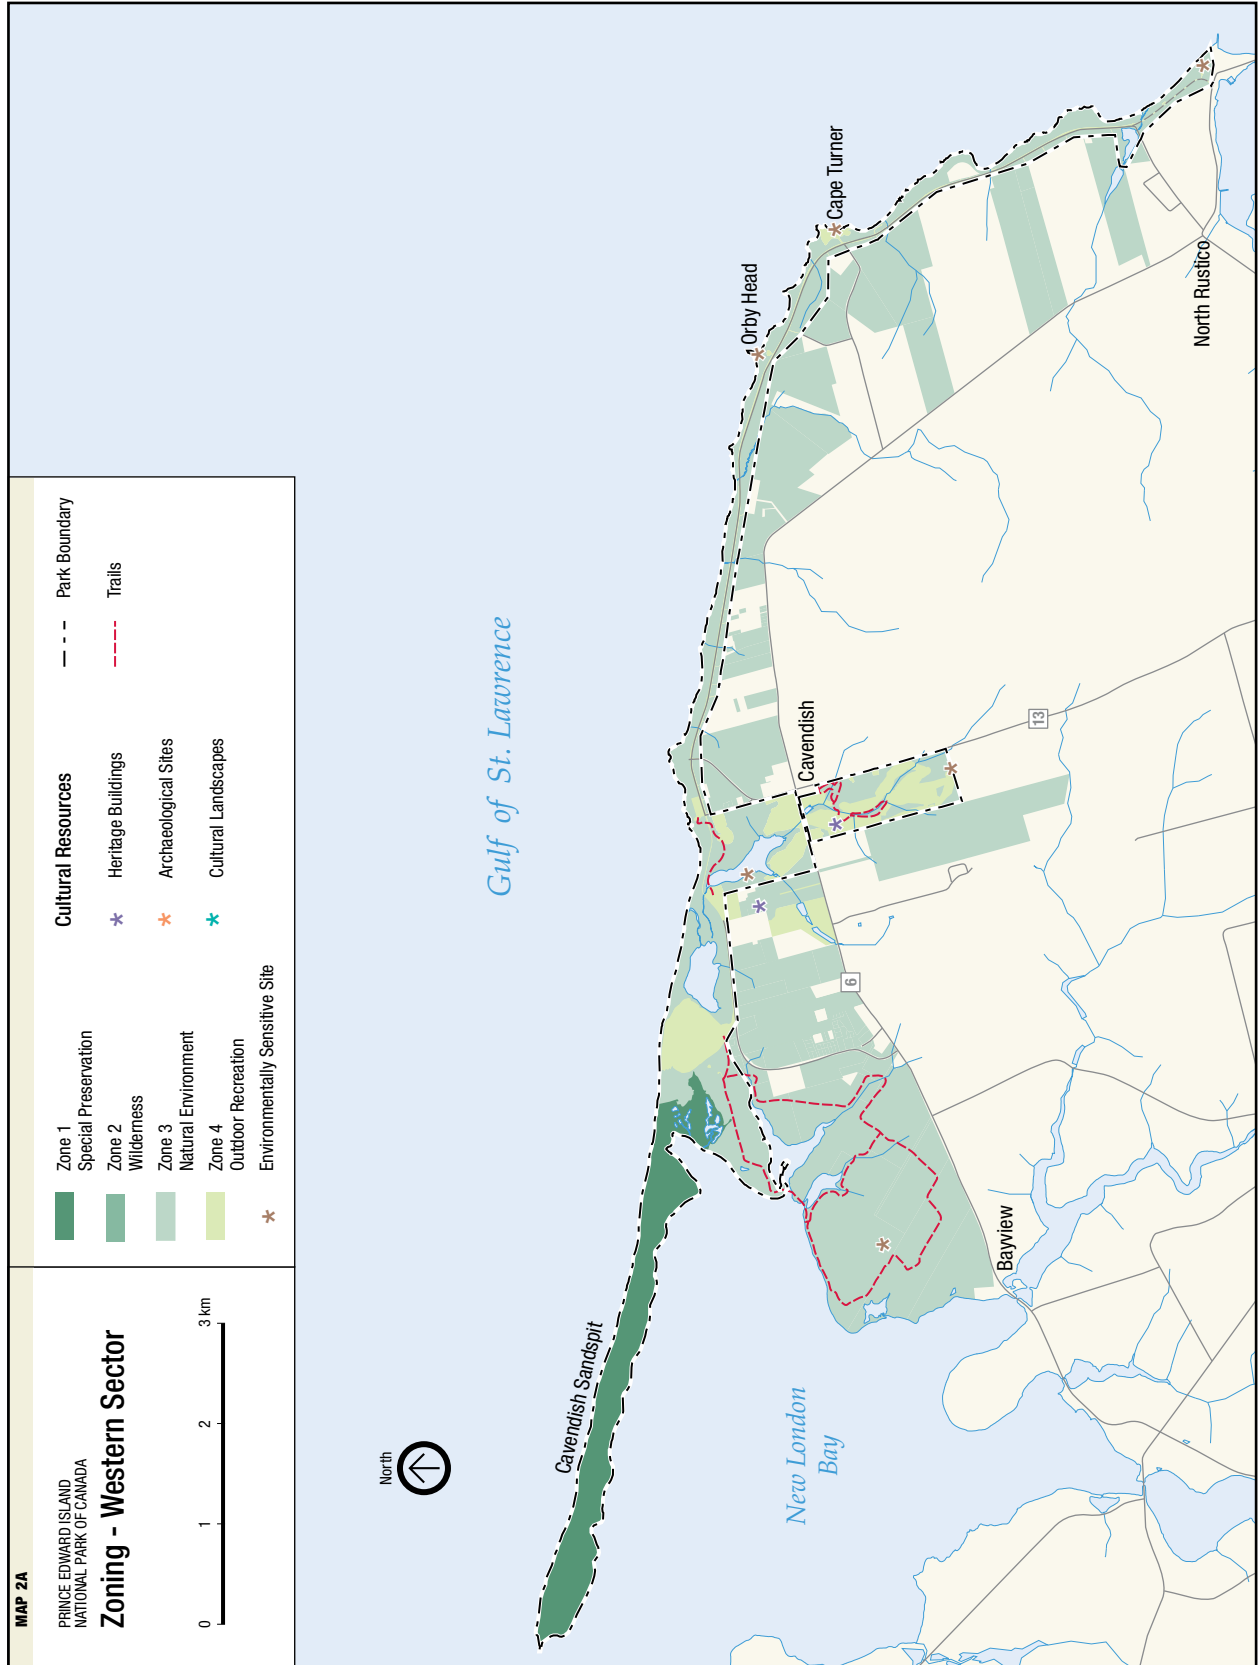 MAP 2A
PRINCE EDWARD ISLAND
NATIONAL PARK OF CANADA
Zoning - Western Sector
0
1
2
3 km
Zone 1
Special Preservation
Zone 2
Wilderness
Zone 3
Natural Environment
Zone 4
Outdoor Recreation
Environmentally Sensitive Site
Cultural Resources
Heritage Buildings
Archaeological Sites
Cultural Landscapes
Park Boundary
Trails
North
Gulf of St. Lawrence
Cavendish Sandspit
New London
Bay
Bayview
6
Cavendish
13
Orby Head
Cape Turner
North Rustico